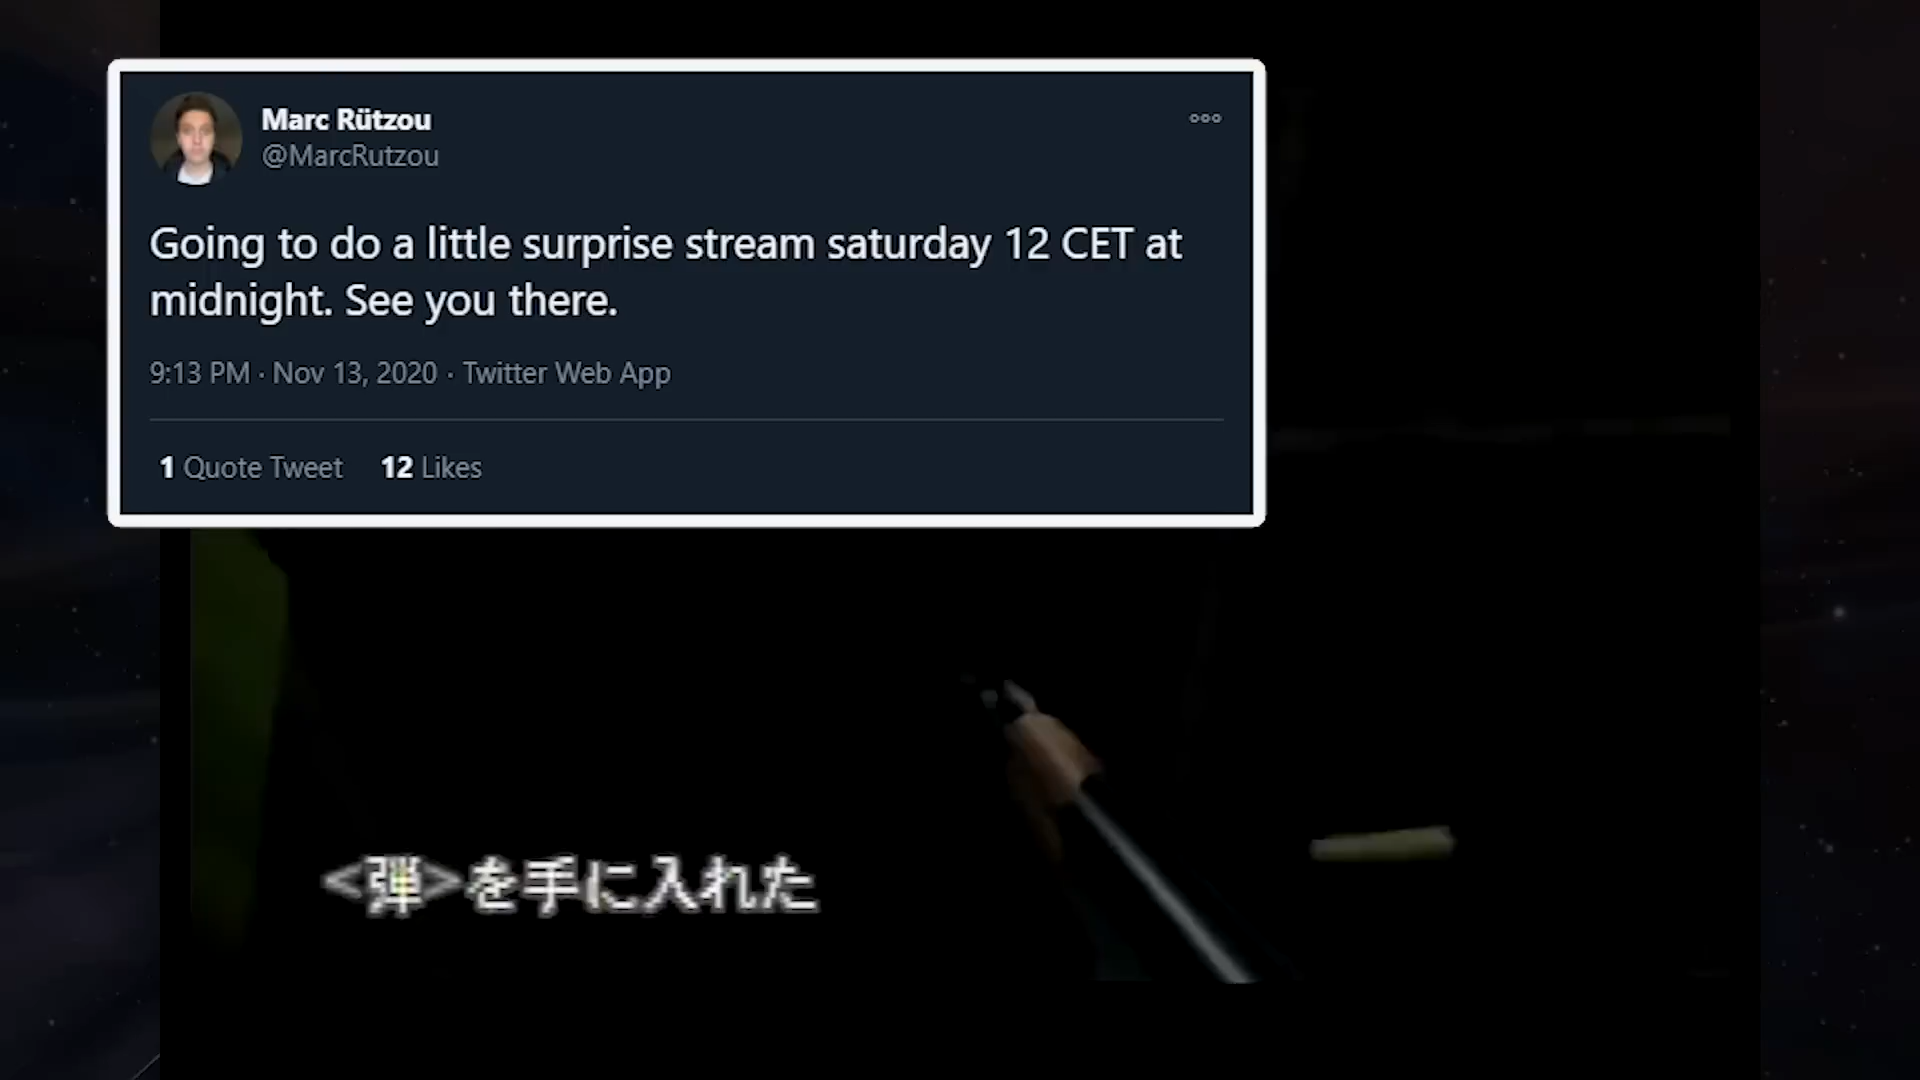 Marc Rützou
@MarcRutzou
Going to do a little surprise stream saturday 12 CET at
midnight. See you there.
9:13 PM · Nov 13, 2020 · Twitter Web App
1 Quote Tweet 12 Likes
<弾>を手に入れた